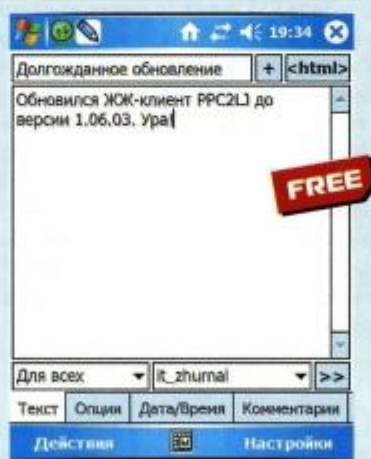 19:34
Долгожданное обновление + <html>
Обновился ЖЖ-клиент PPC2LJ до
версии 1.06.03. Ура!
FREE
Для всех it_zhurnal >>
Текст Опции Дата/Время Комментарии
Действия Настройки